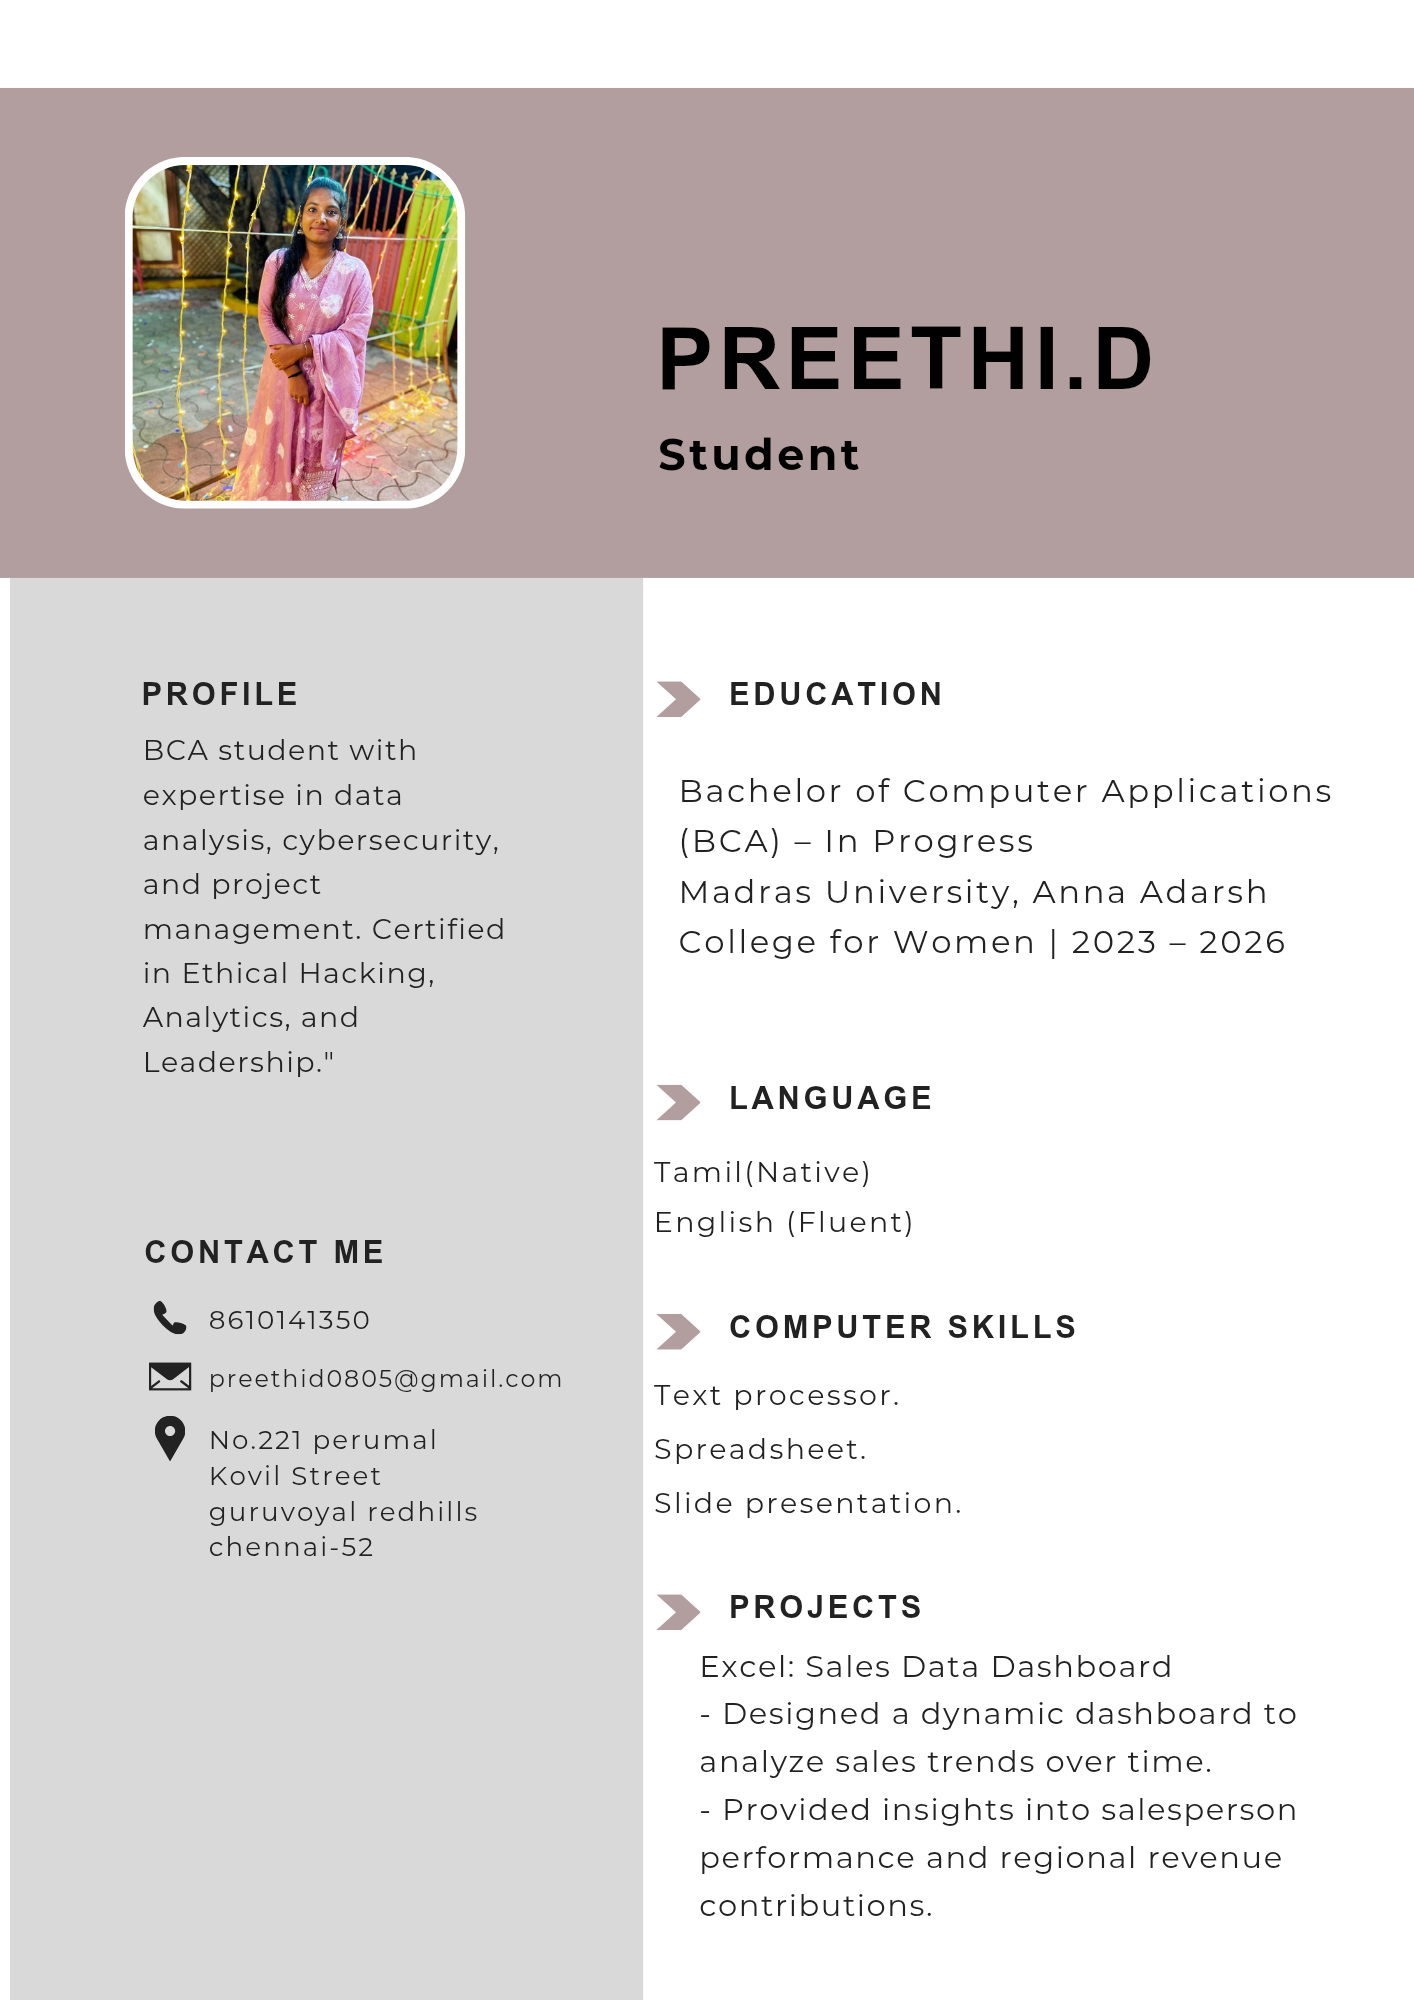 PREETHI.D
Student
PROFILE
BCA student with
expertise in data
analysis, cybersecurity,
and project
management. Certified
in Ethical Hacking,
Analytics, and
Leadership."
CONTACT ME
8610141350
preethid0805@gmail.com
No.221 perumal
Kovil Street
guruvoyal redhills
chennai-52
EDUCATION
Bachelor of Computer Applications
(BCA) – In Progress
Madras University, Anna Adarsh
College for Women | 2023 – 2026
LANGUAGE
Tamil(Native)
English (Fluent)
COMPUTER SKILLS
Text processor.
Spreadsheet.
Slide presentation.
PROJECTS
Excel: Sales Data Dashboard
- Designed a dynamic dashboard to
analyze sales trends over time.
- Provided insights into salesperson
performance and regional revenue
contributions.